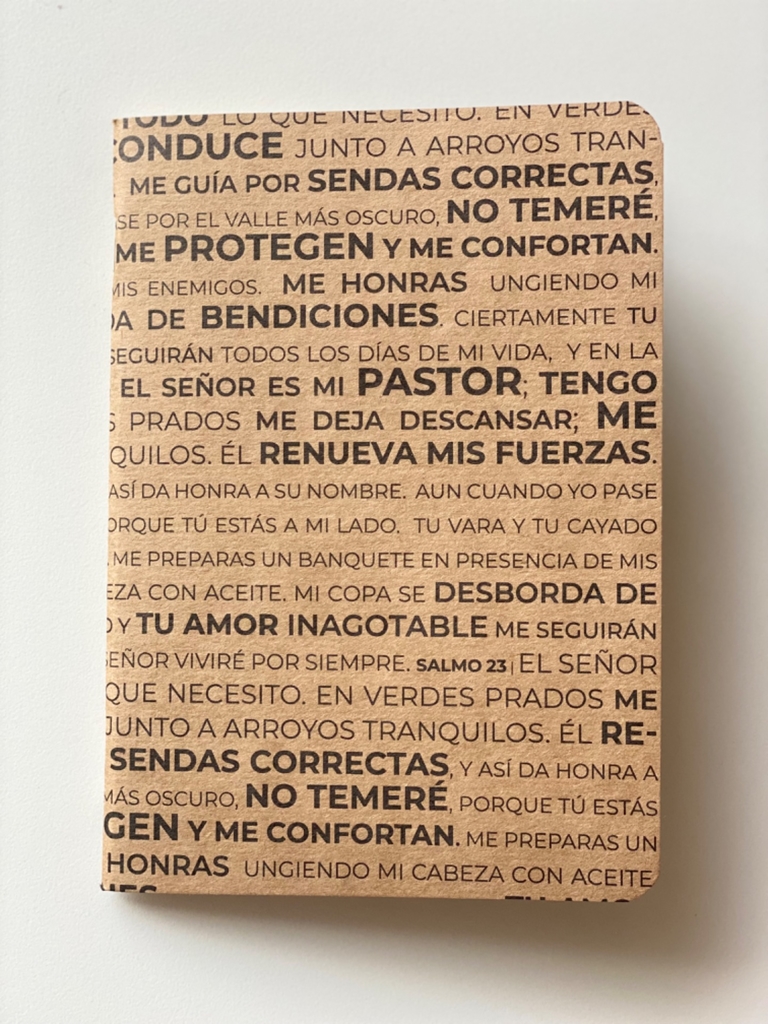 TODO LO QUE NECESITO. EN VERDES
CONDUCE JUNTO A ARROYOS TRAN-
ME GUÍA POR SENDAS CORRECTAS,
SE POR EL VALLE MÁS OSCURO, NO TEMERÉ,
ME PROTEGEN Y ME CONFORTAN.
MIS ENEMIGOS. ME HONRAS UNGIENDO MI
DA DE BENDICIONES. CIERTAMENTE TU
SEGUIRÁN TODOS LOS DÍAS DE MI VIDA, Y EN LA
EL SEÑOR ES MI PASTOR; TENGO
S PRADOS ME DEJA DESCANSAR; ME
QUILOS. ÉL RENUEVA MIS FUERZAS.
ASÍ DA HONRA A SU NOMBRE. AUN CUANDO YO PASE
ORQUE TÚ ESTÁS A MI LADO. TU VARA Y TU CAYADO
ME PREPARAS UN BANQUETE EN PRESENCIA DE MIS
EZA CON ACEITE. MI COPA SE DESBORDA DE
D Y TU AMOR INAGOTABLE ME SEGUIRÁN
SEÑOR VIVIRÉ POR SIEMPRE. SALMO 23 | EL SEÑOR
QUE NECESITO. EN VERDES PRADOS ME
JUNTO A ARROYOS TRANQUILOS. ÉL RE-
SENDAS CORRECTAS, Y ASÍ DA HONRA A
MÁS OSCURO, NO TEMERÉ, PORQUE TÚ ESTÁS
GEN Y ME CONFORTAN. ME PREPARAS UN
HONRAS UNGIENDO MI CABEZA CON ACEITE